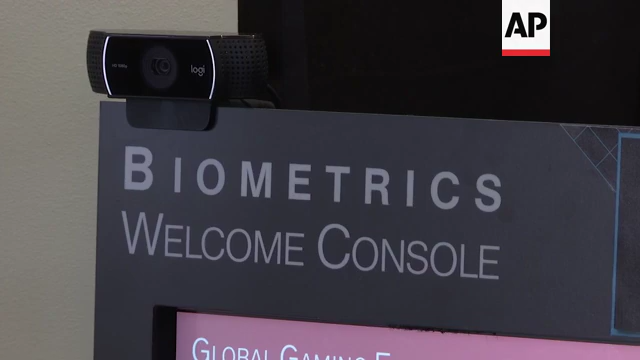 AP
logi
BIOMETRICS
WELCOME CONSOLE
GLOBAL GAMING